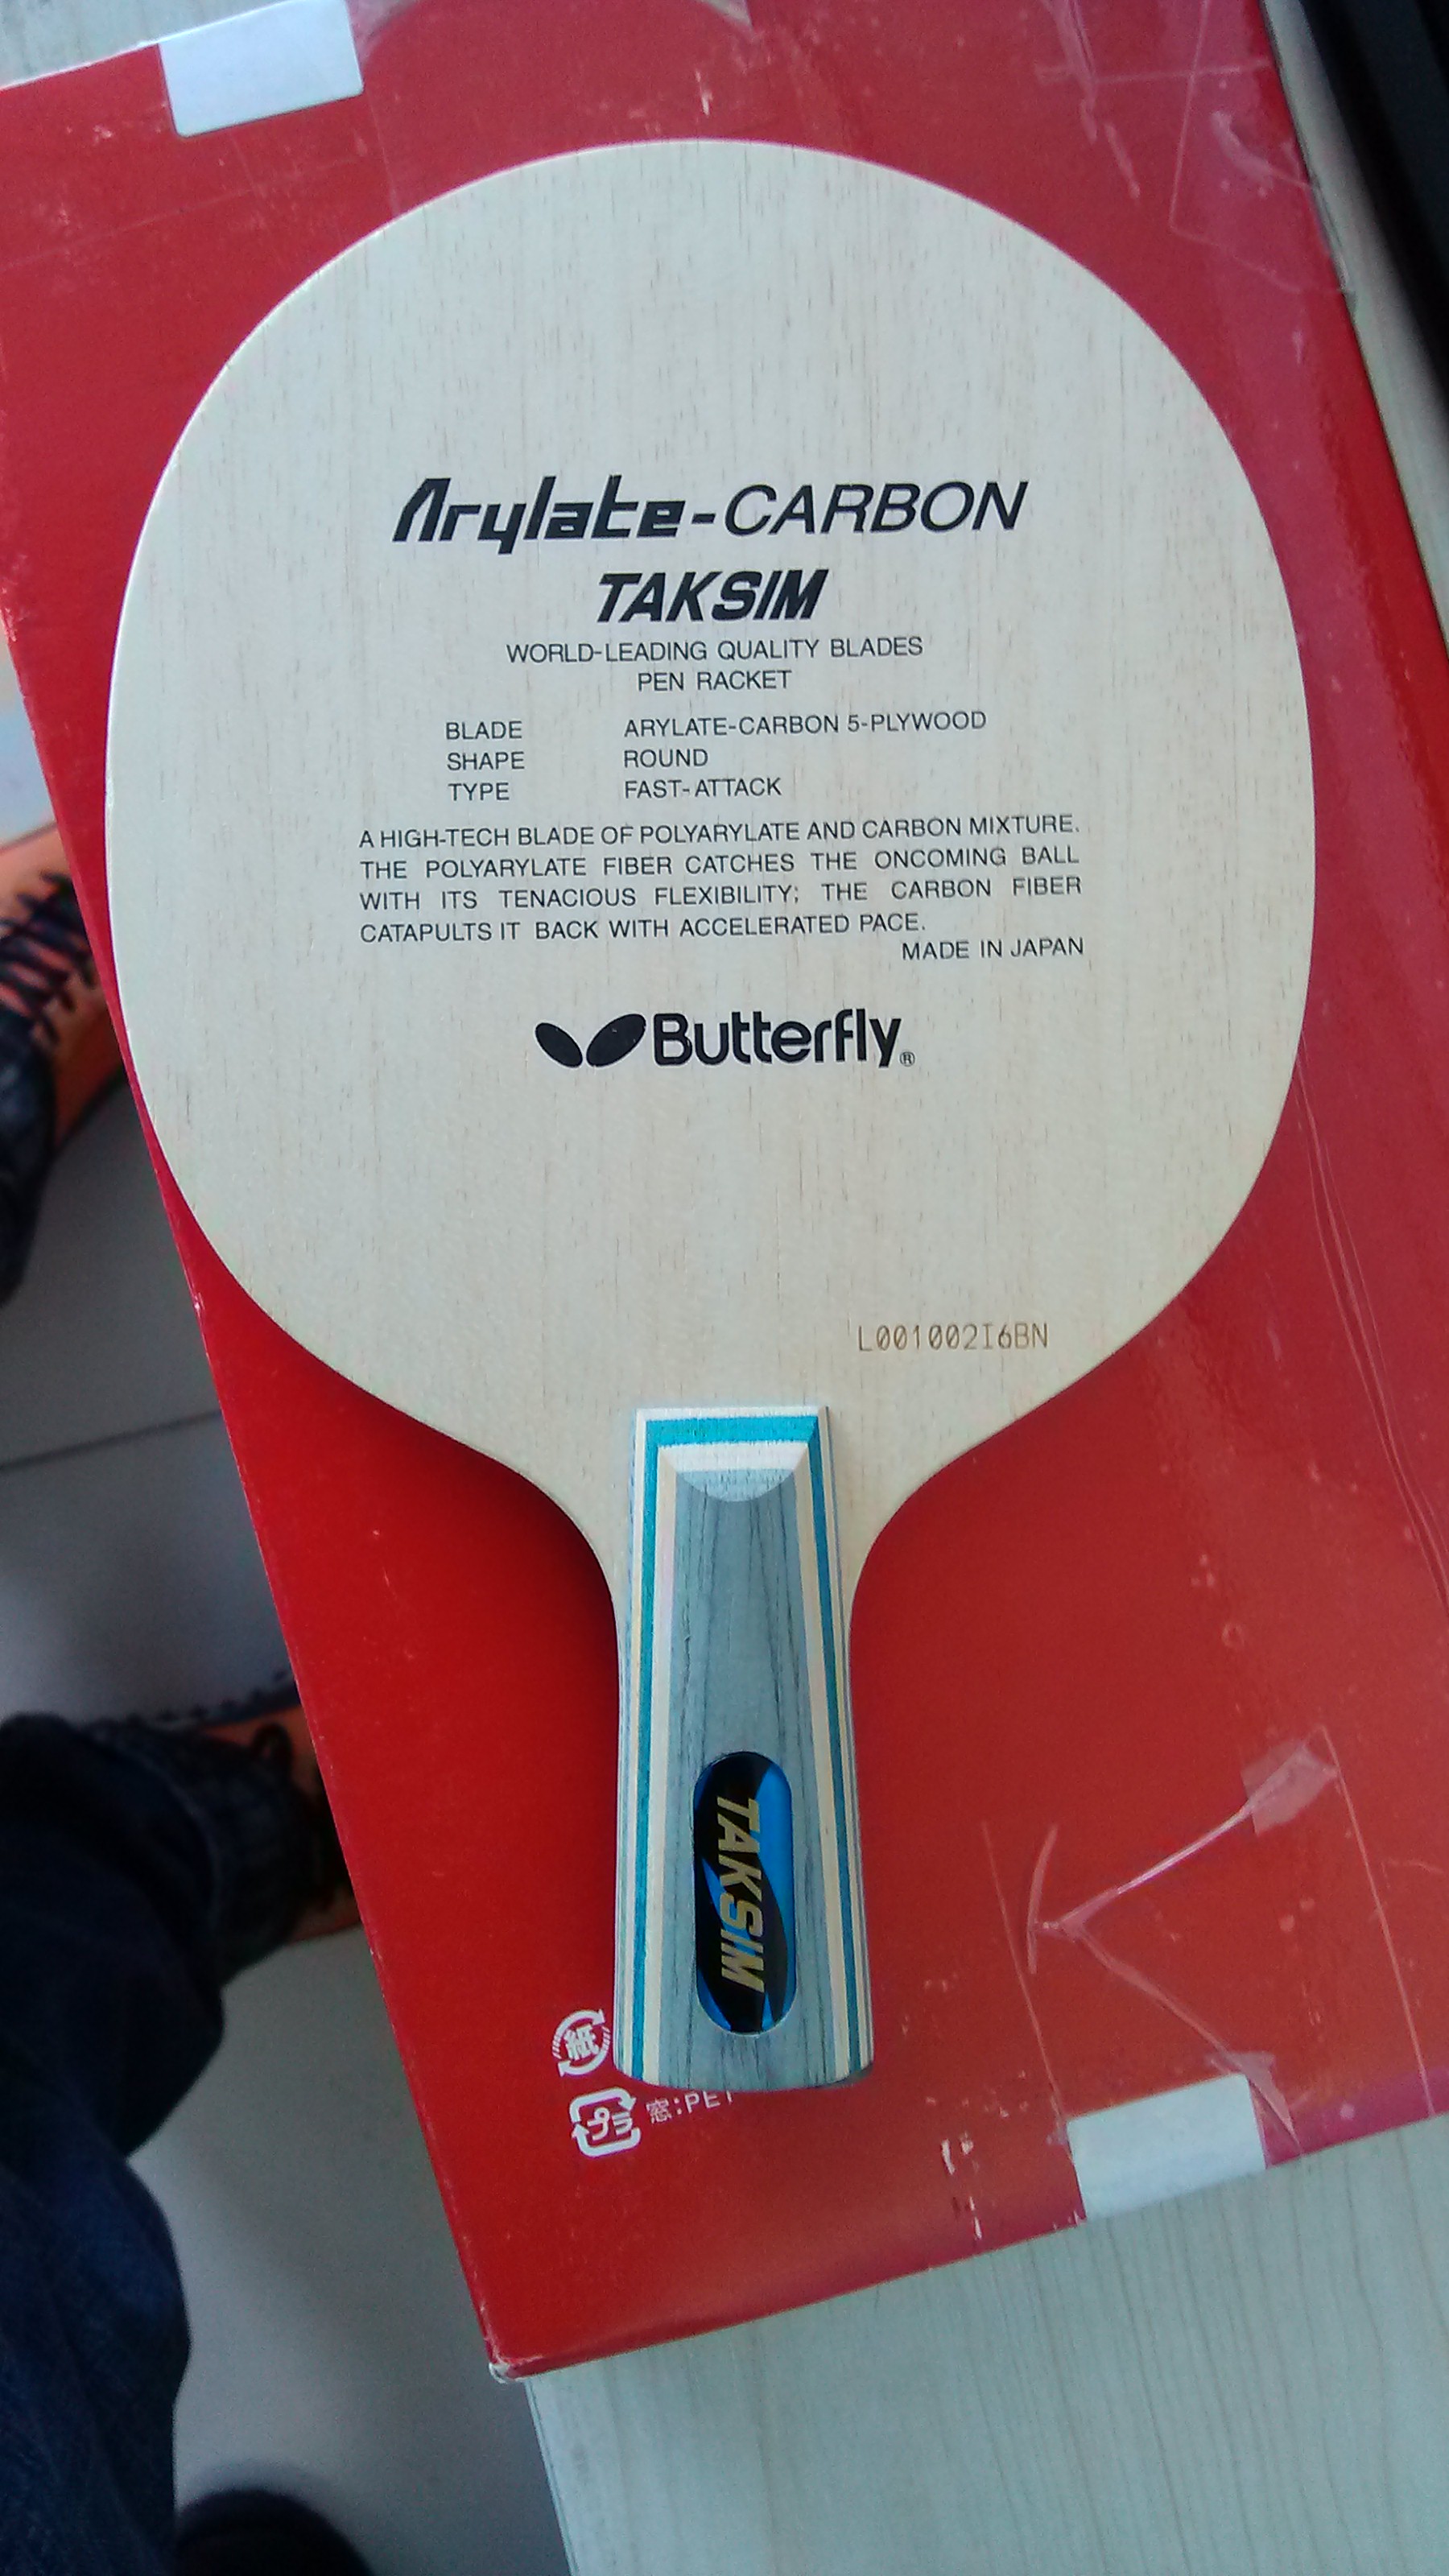 Arylate-CARBON
TAKSIM
WORLD-LEADING QUALITY BLADES
PEN RACKET
BLADE ARYLATE-CARBON 5-PLYWOOD
SHAPE ROUND
TYPE FAST-ATTACK
A HIGH-TECH BLADE OF POLYARYLATE AND CARBON MIXTURE.
THE POLYARYLATE FIBER CATCHES THE ONCOMING BALL
WITH ITS TENACIOUS FLEXIBILITY; THE CARBON FIBER
CATAPULTS IT BACK WITH ACCELERATED PACE.
MADE IN JAPAN
Butterfly®
L001002I6BN
TAKSIM
紙
プラ 窓:PET